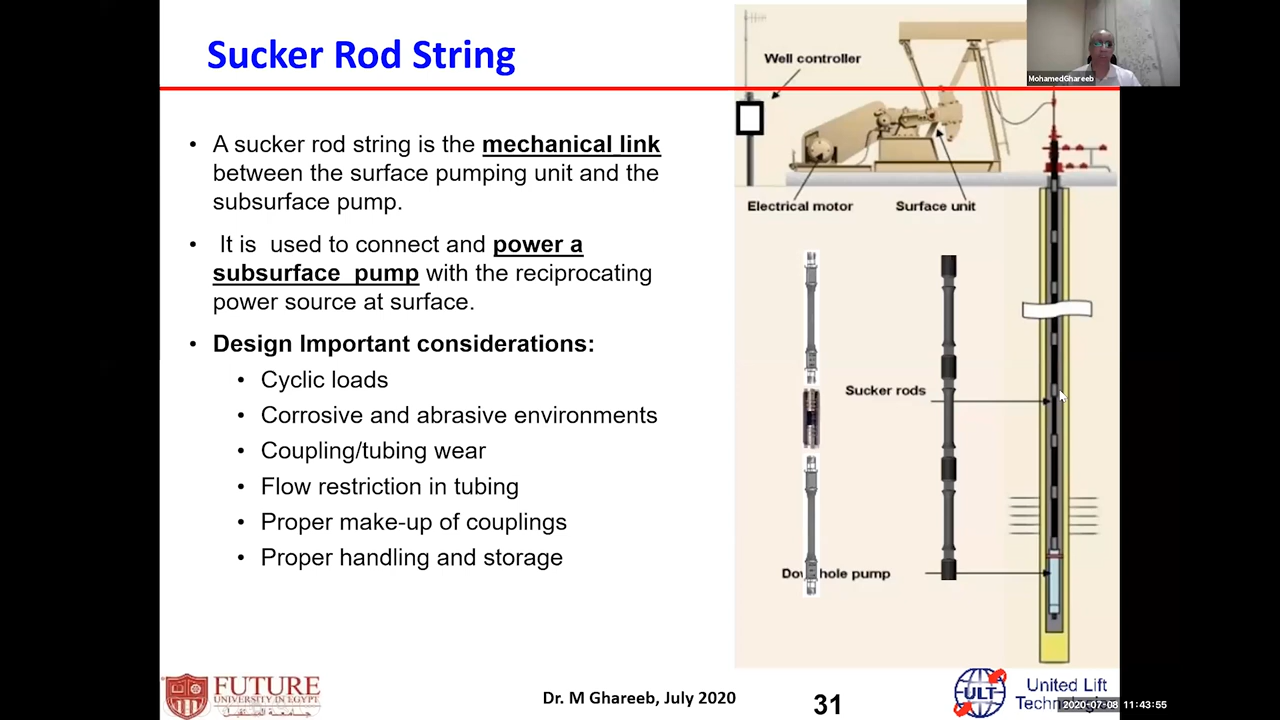 Sucker Rod String
• A sucker rod string is the mechanical link
between the surface pumping unit and the
subsurface pump.
• It is used to connect and power a
subsurface pump with the reciprocating
power source at surface.
• Design Important considerations:
• Cyclic loads
• Corrosive and abrasive environments
• Coupling/tubing wear
• Flow restriction in tubing
• Proper make-up of couplings
• Proper handling and storage
Well controller
MohamedGhareeb
Electrical motor
Surface unit
Sucker rods
hole pump
FUTURE
UNIVERSITY IN EGYPT
جامعة المستقبل
Dr. M Ghareeb, July 2020
31
ULT
United Lift
2020-07-08 11:43:55